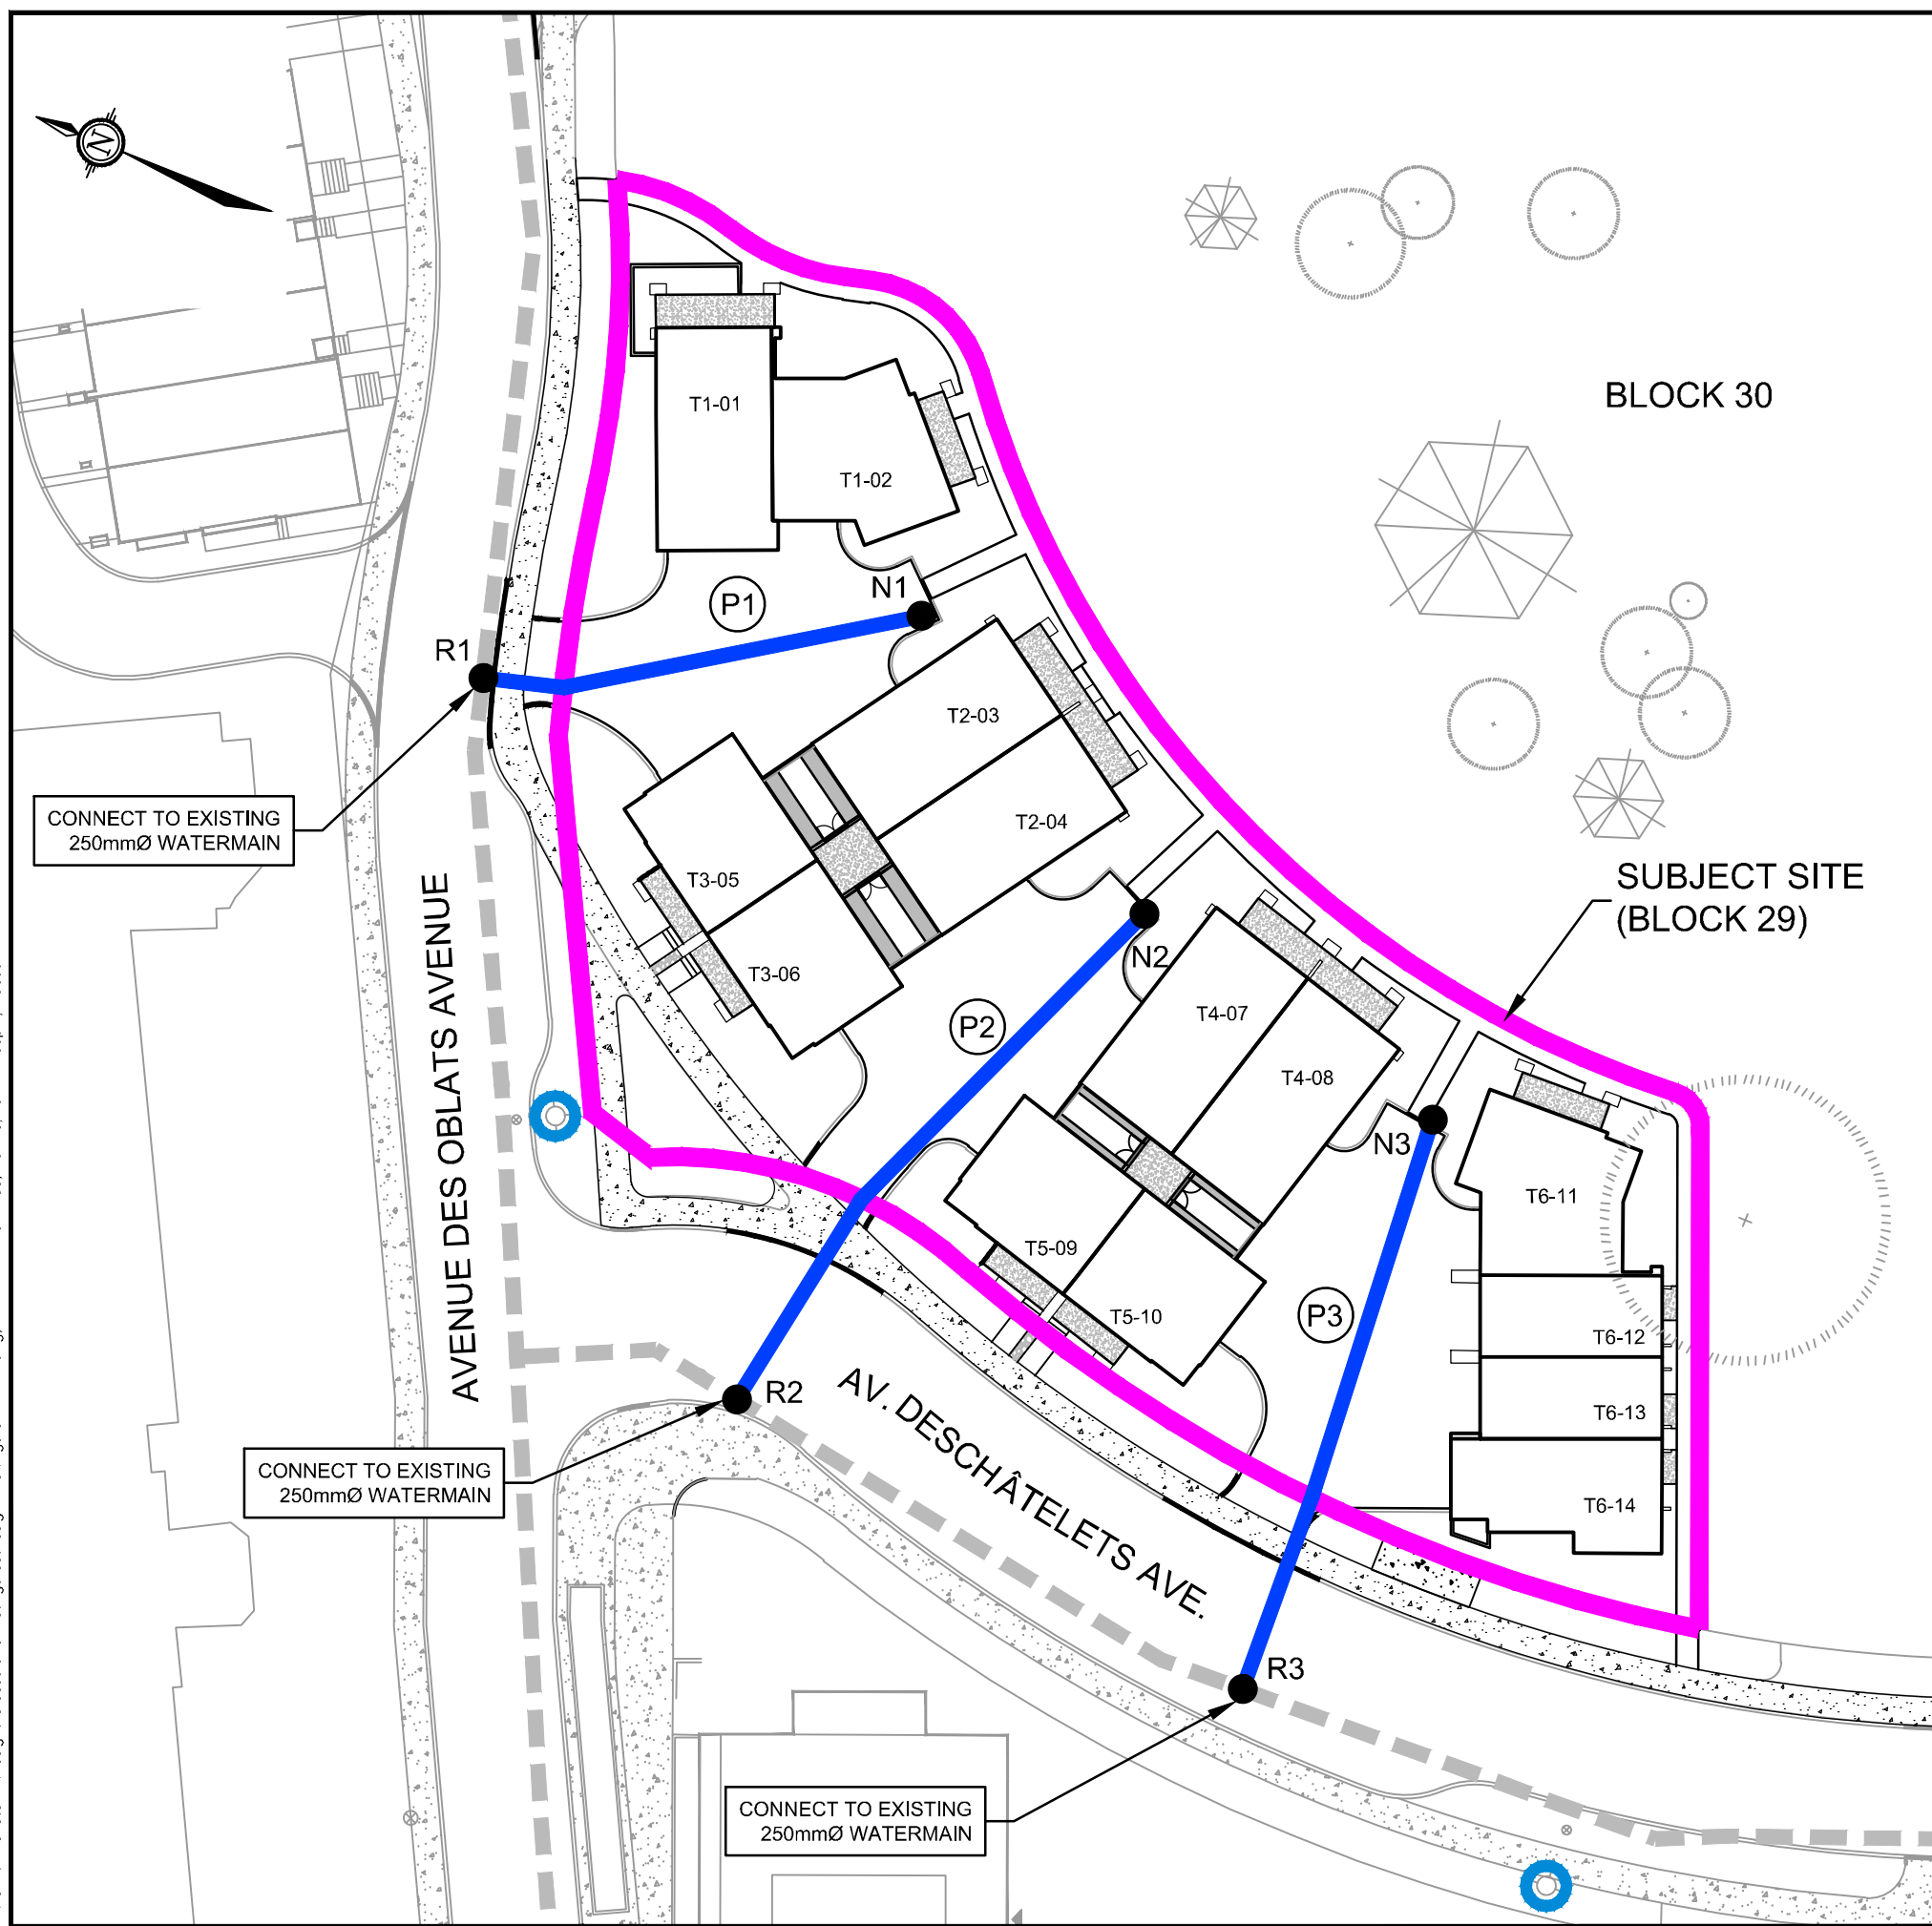 N
BLOCK 30
T1-01
T1-02
P1
N1
R1
T2-03
T2-04
CONNECT TO EXISTING
250mmØ WATERMAIN
T3-05
T3-06
SUBJECT SITE
(BLOCK 29)
AVENUE DES OBLATS AVENUE
N2
P2
T4-07
T4-08
N3
T5-09
T5-10
P3
T6-11
T6-12
T6-13
T6-14
R2
AV. DESCHÂTELETS AVE.
CONNECT TO EXISTING
250mmØ WATERMAIN
R3
CONNECT TO EXISTING
250mmØ WATERMAIN